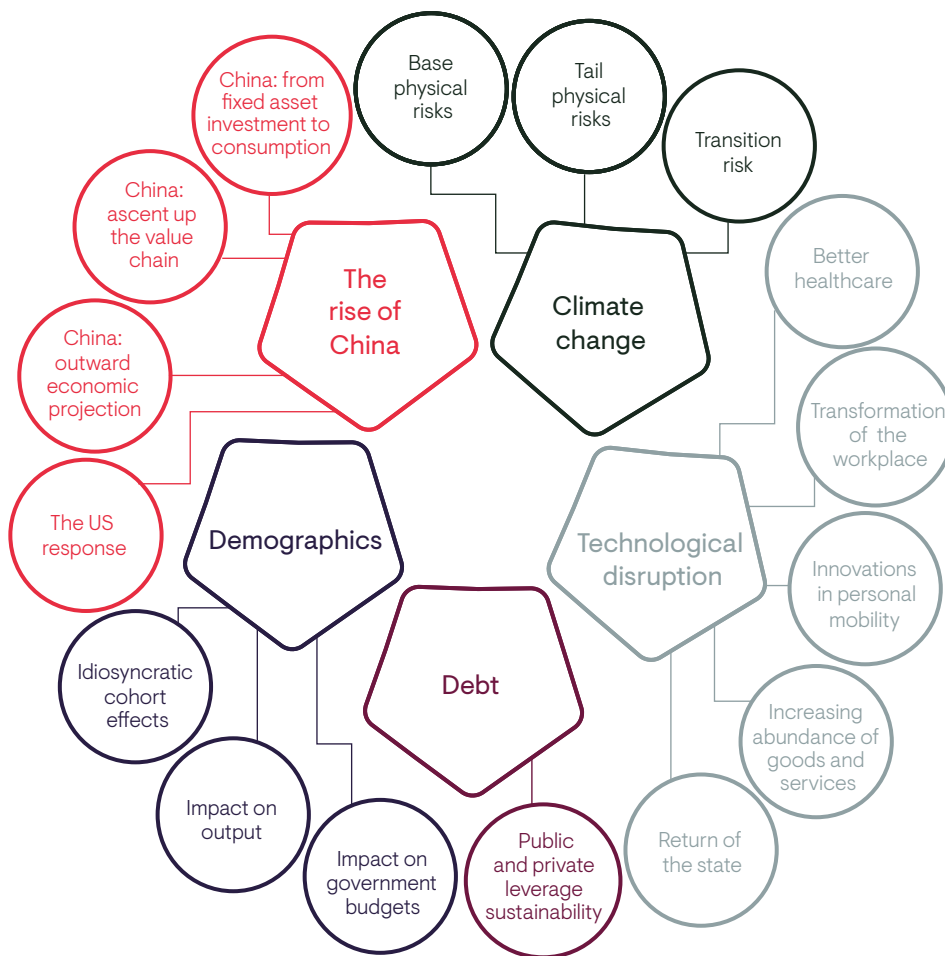 China: from
fixed asset
investment to
consumption
Base
physical
risks
Tail
physical
risks
Transition
risk
China:
ascent up
the value
chain
Better
healthcare
The
rise of
China
Climate
change
China:
outward
economic
projection
Transformation
of the
workplace
The US
response
Demographics
Technological
disruption
Innovations
in personal
mobility
Idiosyncratic
cohort
effects
Debt
Increasing
abundance of
goods and
services
Impact on
output
Impact on
government
budgets
Public
and private
leverage
sustainability
Return of
the state